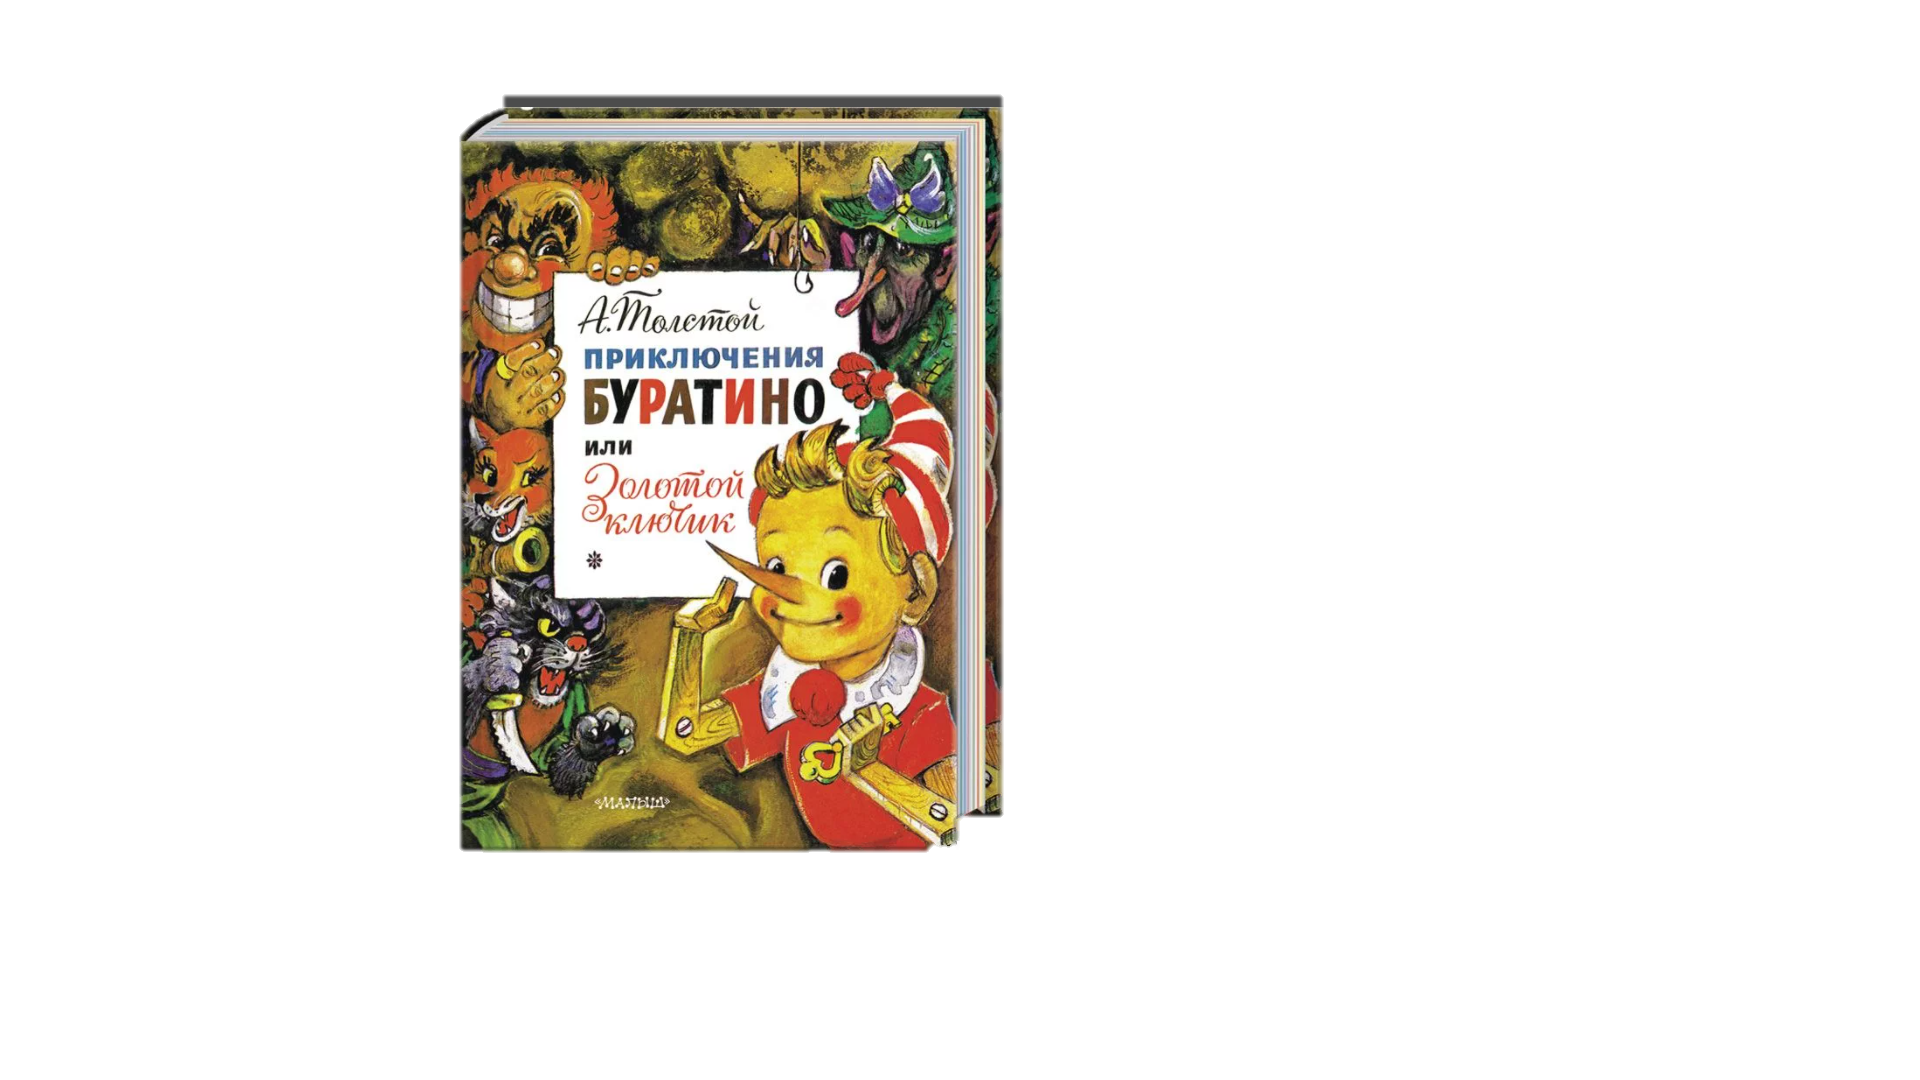 А. Толстой
ПРИКЛЮЧЕНИЯ
БУРАТИНО
или
Золотой
ключик
«МАЛЫШ»